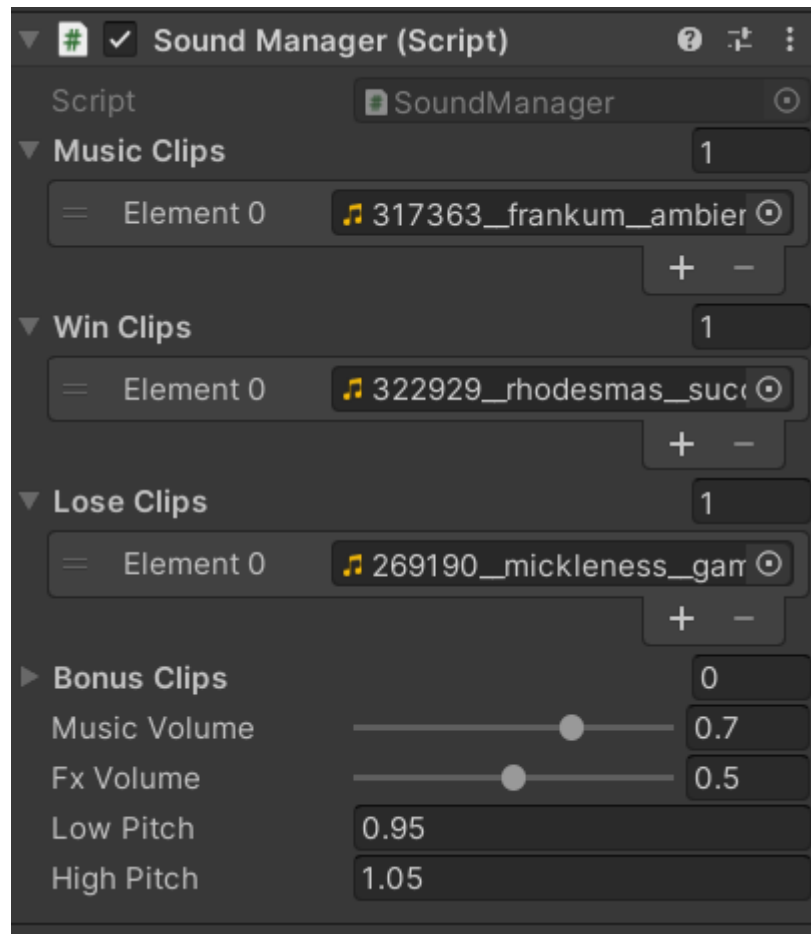 Sound Manager (Script)
Script SoundManager
Music Clips 1
Element 0 317363__frankum__ambier
+ −
Win Clips 1
Element 0 322929__rhodesmas__succ
+ −
Lose Clips 1
Element 0 269190__mickleness__gam
+ −
Bonus Clips 0
Music Volume 0.7
Fx Volume 0.5
Low Pitch 0.95
High Pitch 1.05